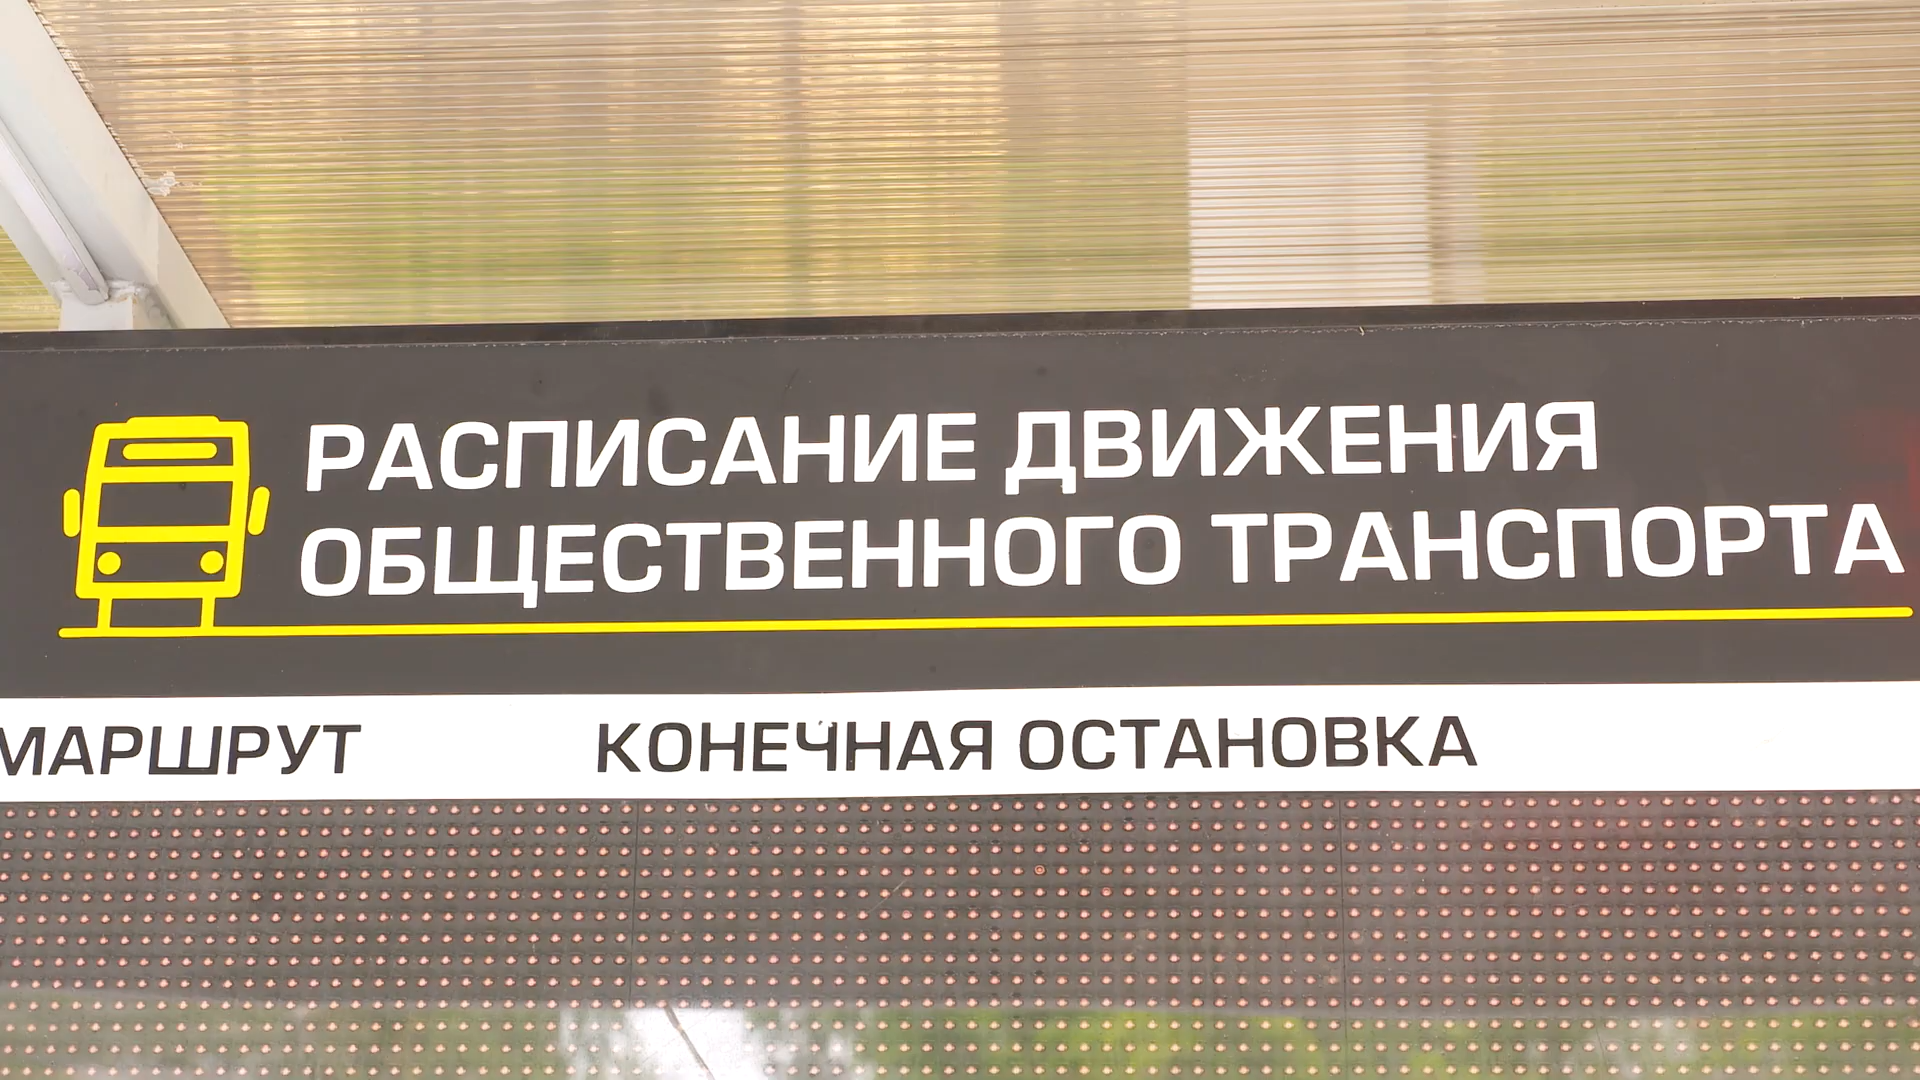 РАСПИСАНИЕ ДВИЖЕНИЯ
ОБЩЕСТВЕННОГО ТРАНСПОРТА
МАРШРУТ КОНЕЧНАЯ ОСТАНОВКА